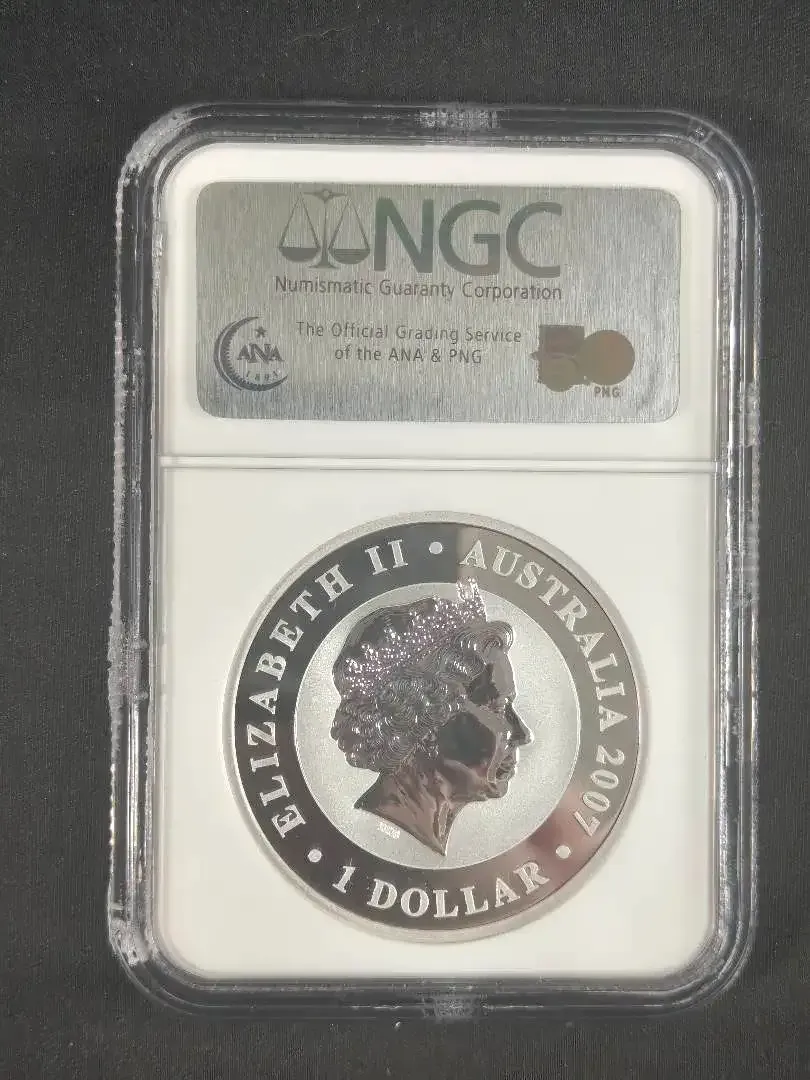 NGC
Numismatic Guaranty Corporation
The Official Grading Service
of the ANA & PNG
ANA
1891
PNG
ELIZABETH II • AUSTRALIA 2007 • 1 DOLLAR •